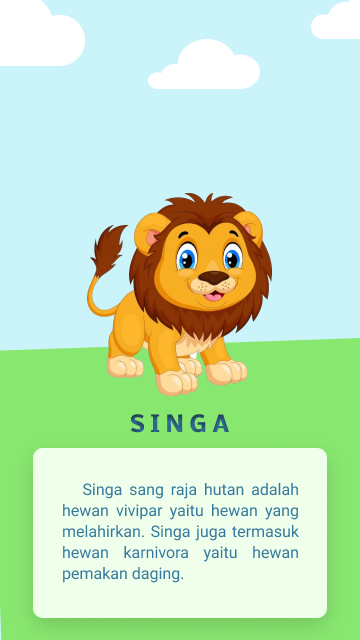 SINGA
Singa sang raja hutan adalah
hewan vivipar yaitu hewan yang
melahirkan. Singa juga termasuk
hewan karnivora yaitu hewan
pemakan daging.